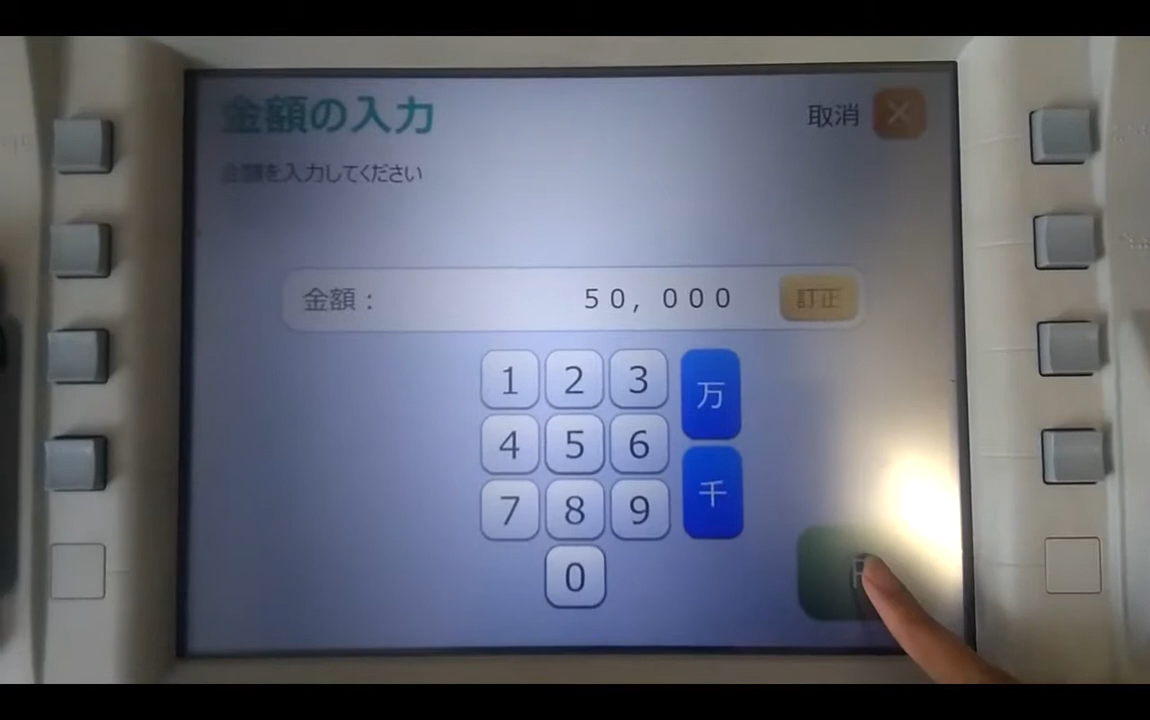 金額の入力
取消
金額を入力してください
金額： 50,000 訂正
1 2 3 万
4 5 6
7 8 9 千
0